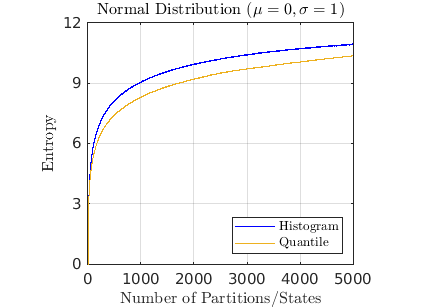 Normal Distribution (μ = 0, σ = 1)
12
9
6
3
0
Entropy
Histogram
Quantile
0 1000 2000 3000 4000 5000
Number of Partitions/States